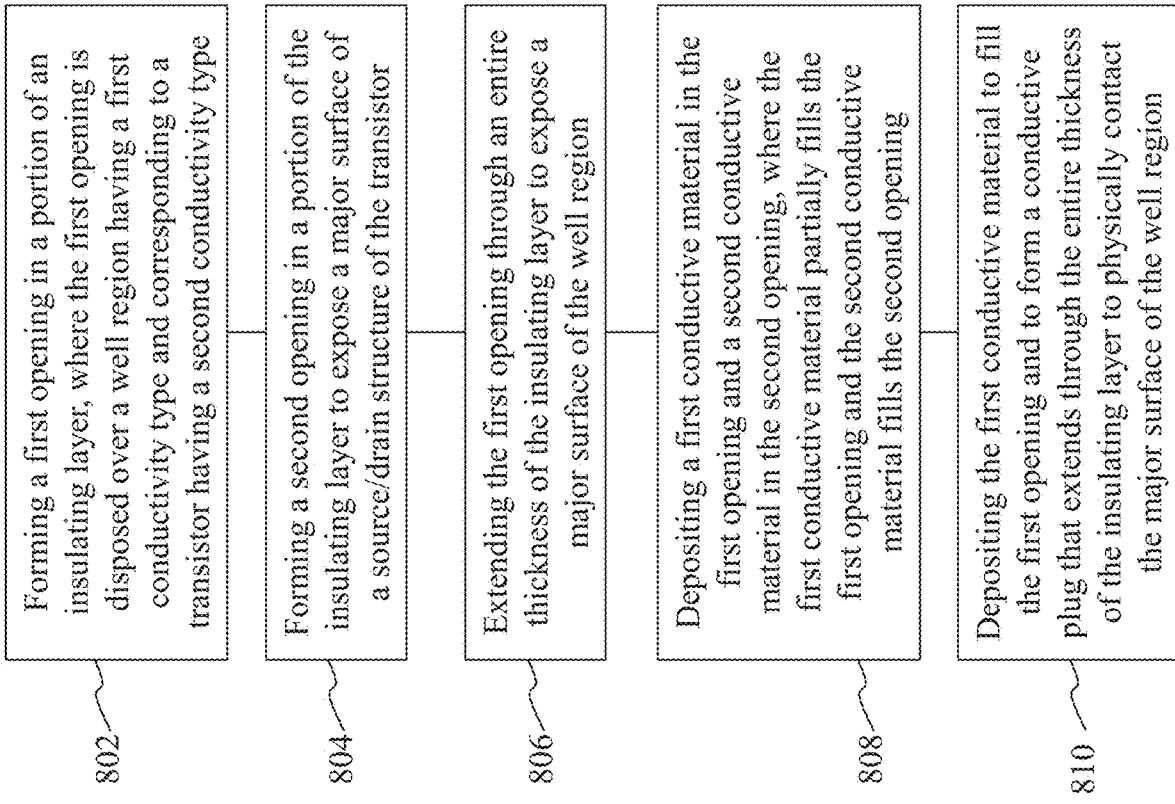 802
Forming a first opening in a portion of an
insulating layer, where the first opening is
disposed over a well region having a first
conductivity type and corresponding to a
transistor having a second conductivity type
804
Forming a second opening in a portion of the
insulating layer to expose a major surface of
a source/drain structure of the transistor
806
Extending the first opening through an entire
thickness of the insulating layer to expose a
major surface of the well region
808
Depositing a first conductive material in the
first opening and a second conductive
material in the second opening, where the
first conductive material partially fills the
first opening and the second conductive
material fills the second opening
810
Depositing the first conductive material to fill
the first opening and to form a conductive
plug that extends through the entire thickness
of the insulating layer to physically contact
the major surface of the well region